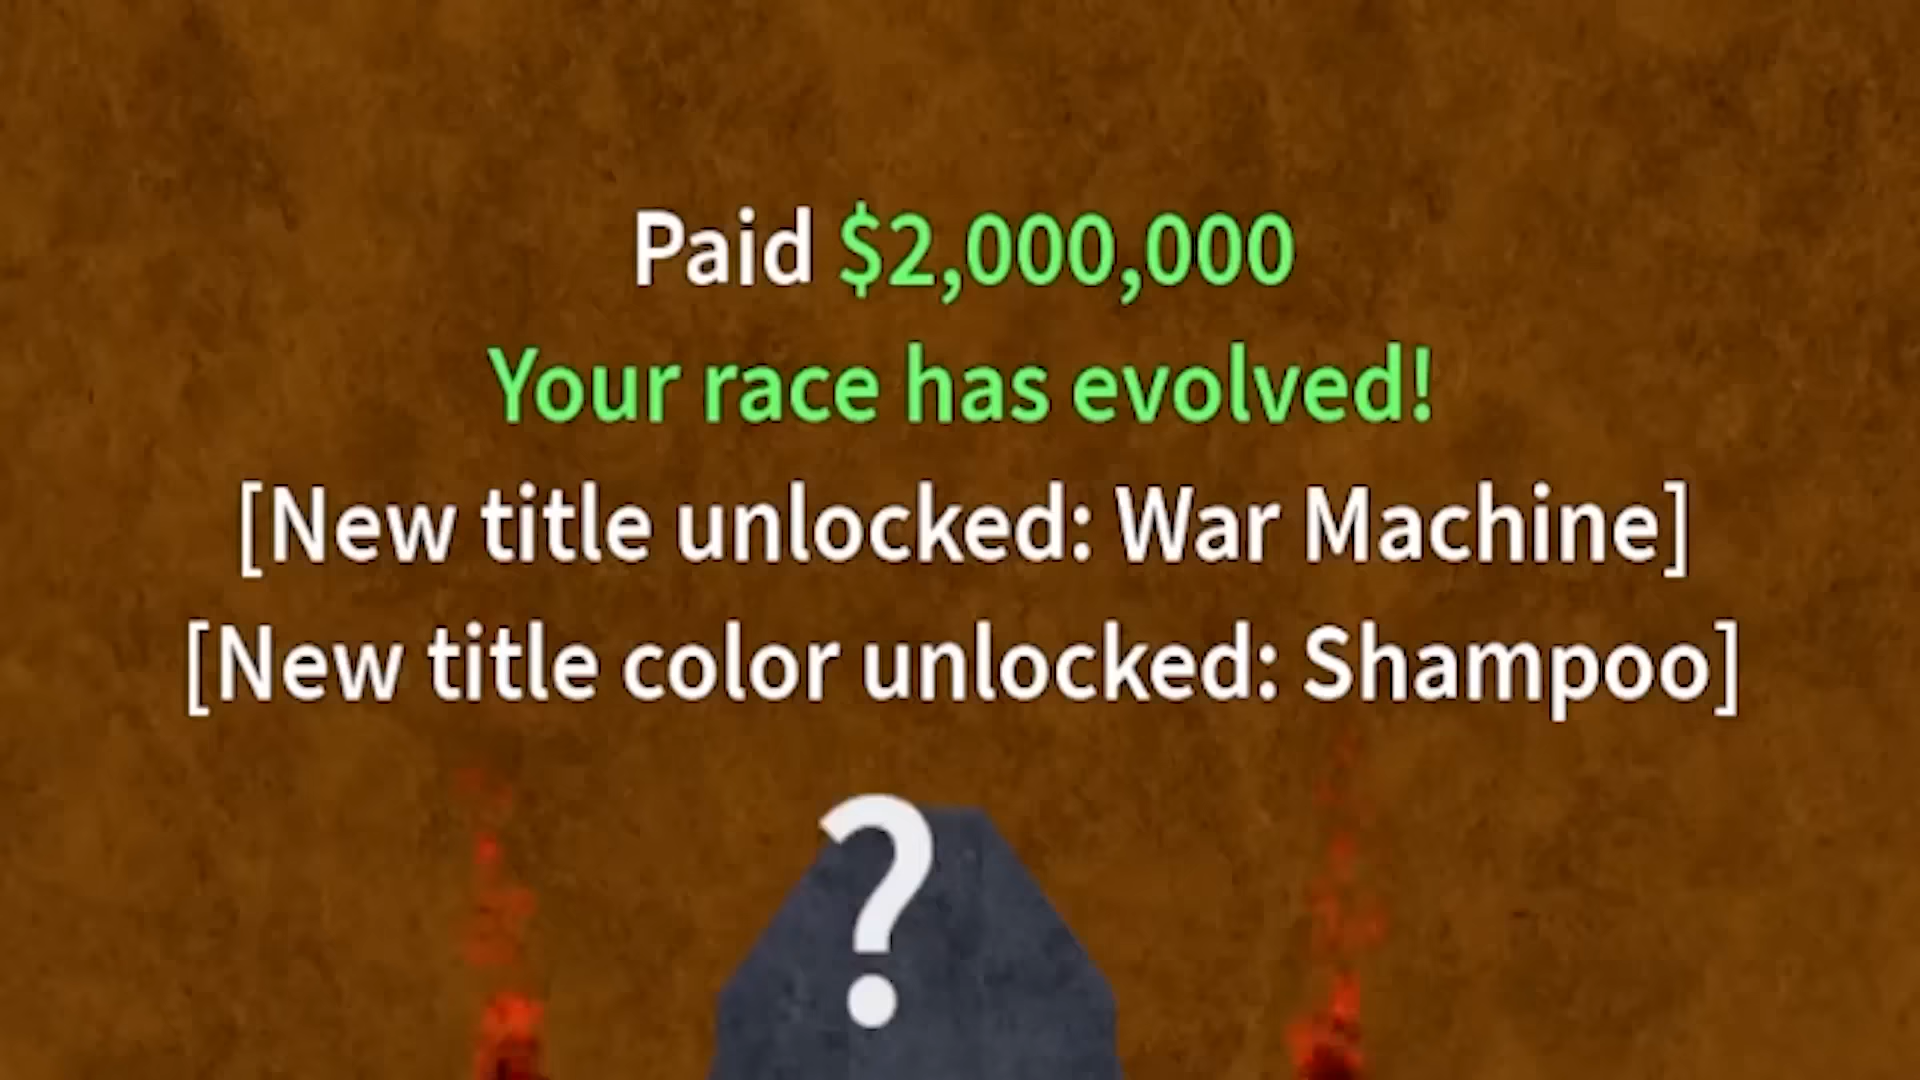 Paid $2,000,000
Your race has evolved!
[New title unlocked: War Machine]
[New title color unlocked: Shampoo]
?